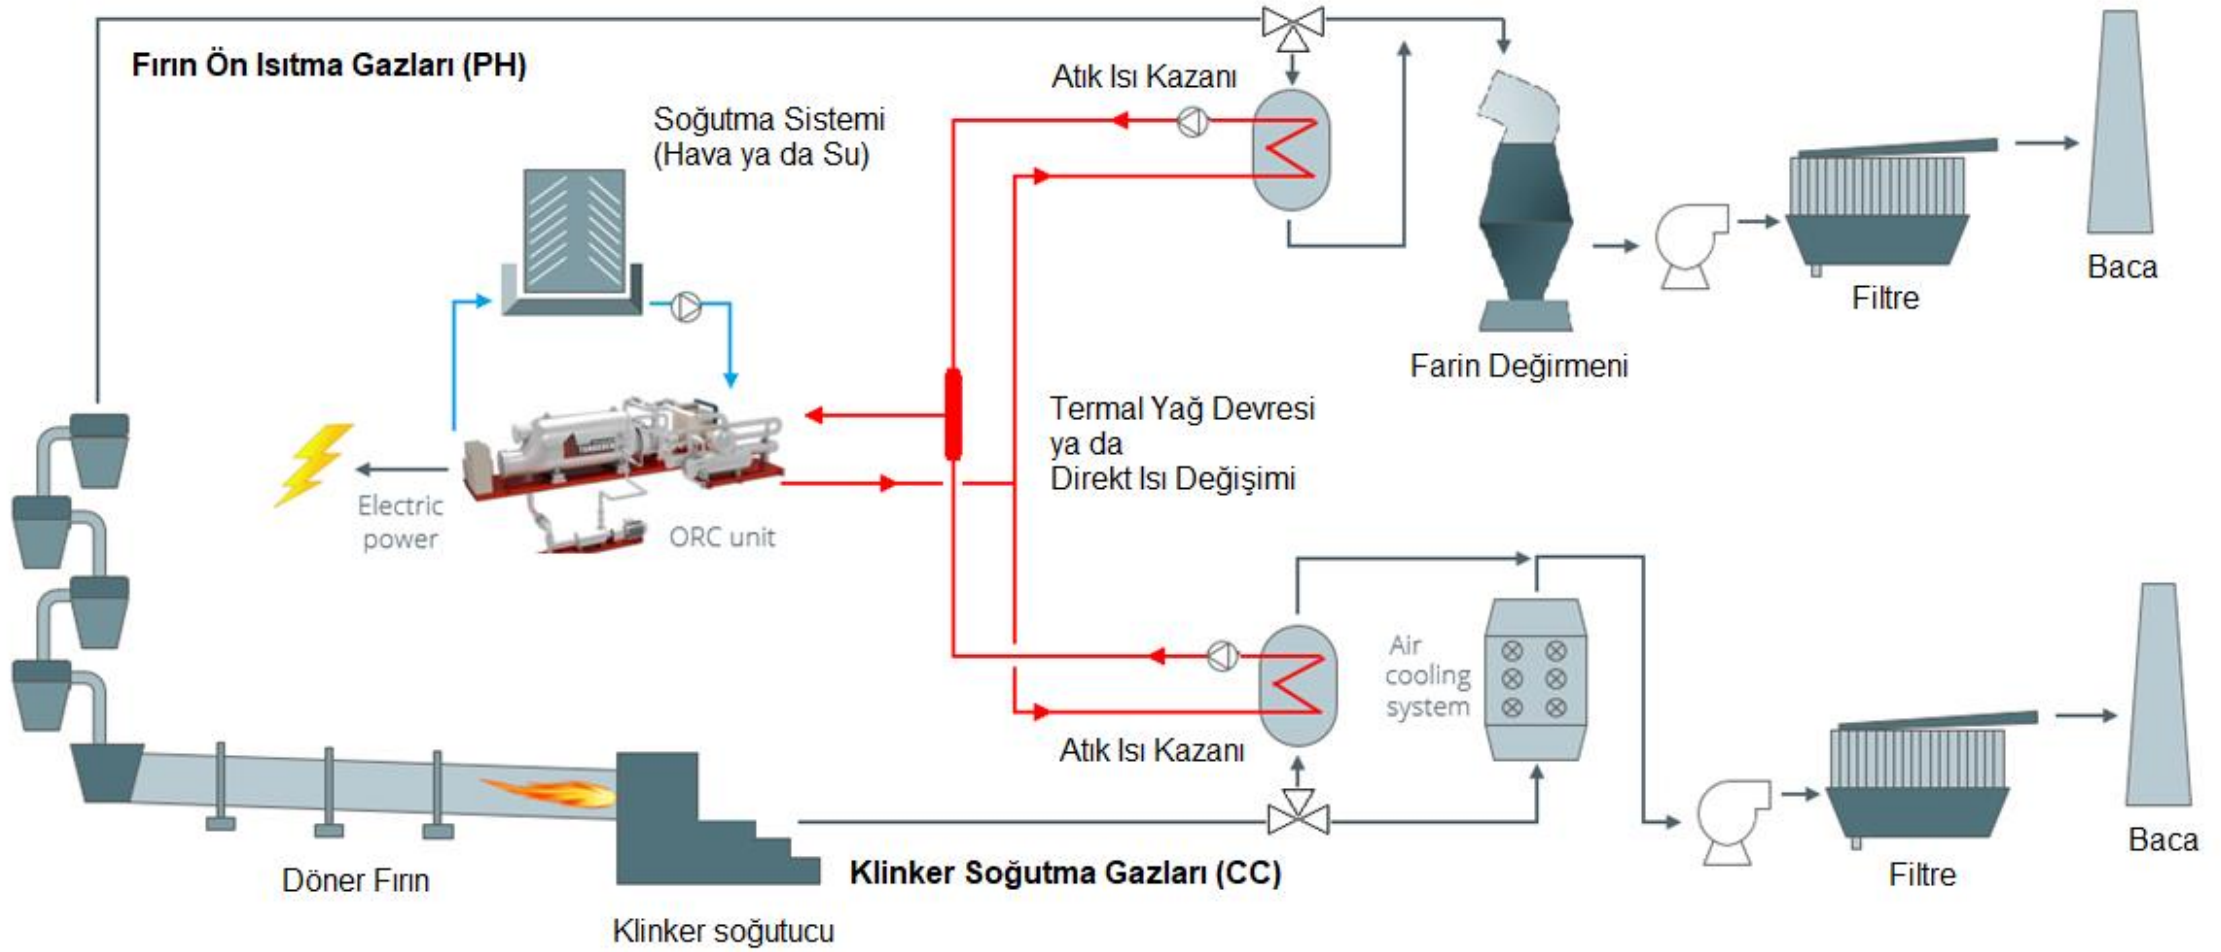 Fırın Ön Isıtma Gazları (PH)
Atık Isı Kazanı
Soğutma Sistemi
(Hava ya da Su)
Baca
Filtre
Farin Değirmeni
Termal Yağ Devresi
ya da
Direkt Isı Değişimi
Electric
power
ORC unit
Air
cooling
system
Atık Isı Kazanı
Baca
Klinker Soğutma Gazları (CC)
Filtre
Döner Fırın
Klinker soğutucu